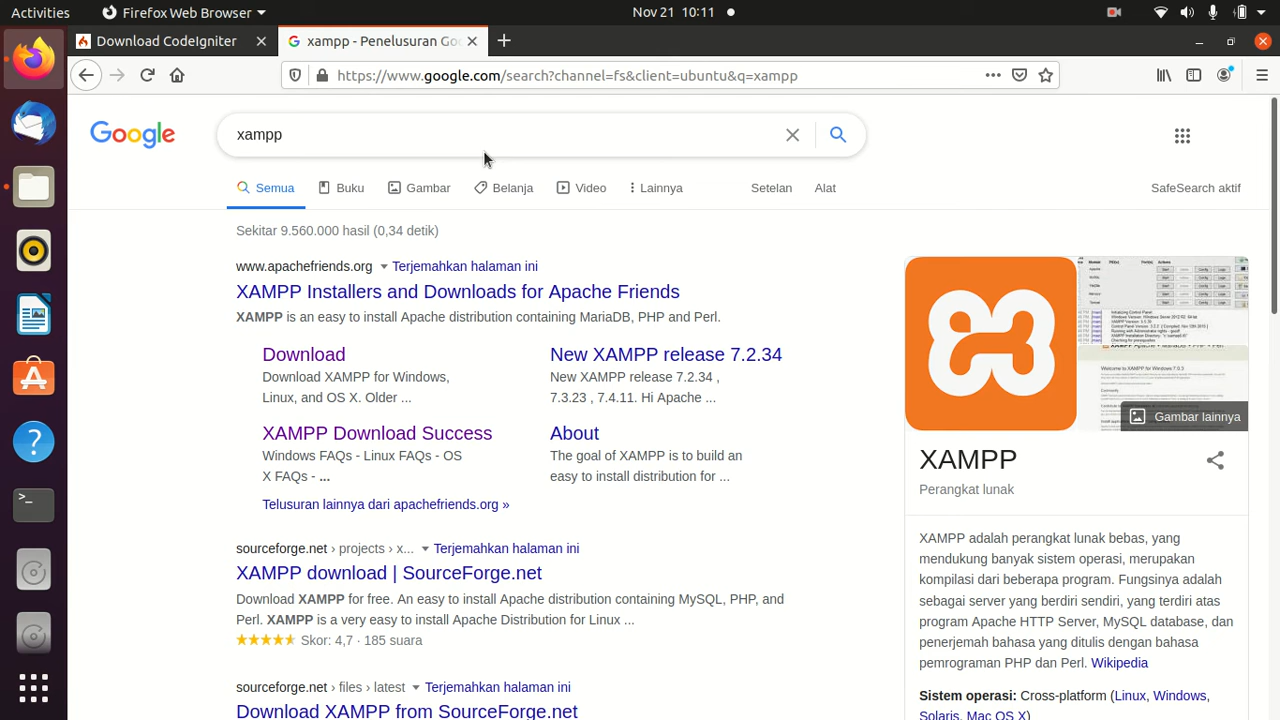 Activities
Firefox Web Browser
Nov 21 10:11
Download CodeIgniter
xampp - Penelusuran Goo
https://www.google.com/search?channel=fs&client=ubuntu&q=xampp
Google
xampp
Semua
Buku
Gambar
Belanja
Video
Lainnya
Setelan
Alat
SafeSearch aktif
Sekitar 9.560.000 hasil (0,34 detik)
www.apachefriends.org Terjemahkan halaman ini
XAMPP Installers and Downloads for Apache Friends
XAMPP is an easy to install Apache distribution containing MariaDB, PHP and Perl.
Download
Download XAMPP for Windows,
Linux, and OS X. Older ...
New XAMPP release 7.2.34
New XAMPP release 7.2.34 ,
7.3.23 , 7.4.11. Hi Apache ...
XAMPP Download Success
Windows FAQs - Linux FAQs - OS
X FAQs - ...
About
The goal of XAMPP is to build an
easy to install distribution for ...
Telusuran lainnya dari apachefriends.org »
sourceforge.net › projects › x... Terjemahkan halaman ini
XAMPP download | SourceForge.net
Download XAMPP for free. An easy to install Apache distribution containing MySQL, PHP, and
Perl. XAMPP is a very easy to install Apache Distribution for Linux ...
Skor: 4,7 · 185 suara
sourceforge.net › files › latest Terjemahkan halaman ini
Download XAMPP from SourceForge.net
Gambar lainnya
XAMPP
Perangkat lunak
XAMPP adalah perangkat lunak bebas, yang
mendukung banyak sistem operasi, merupakan
kompilasi dari beberapa program. Fungsinya adalah
sebagai server yang berdiri sendiri, yang terdiri atas
program Apache HTTP Server, MySQL database, dan
penerjemah bahasa yang ditulis dengan bahasa
pemrograman PHP dan Perl. Wikipedia
Sistem operasi: Cross-platform (Linux, Windows,
Solaris, Mac OS X)